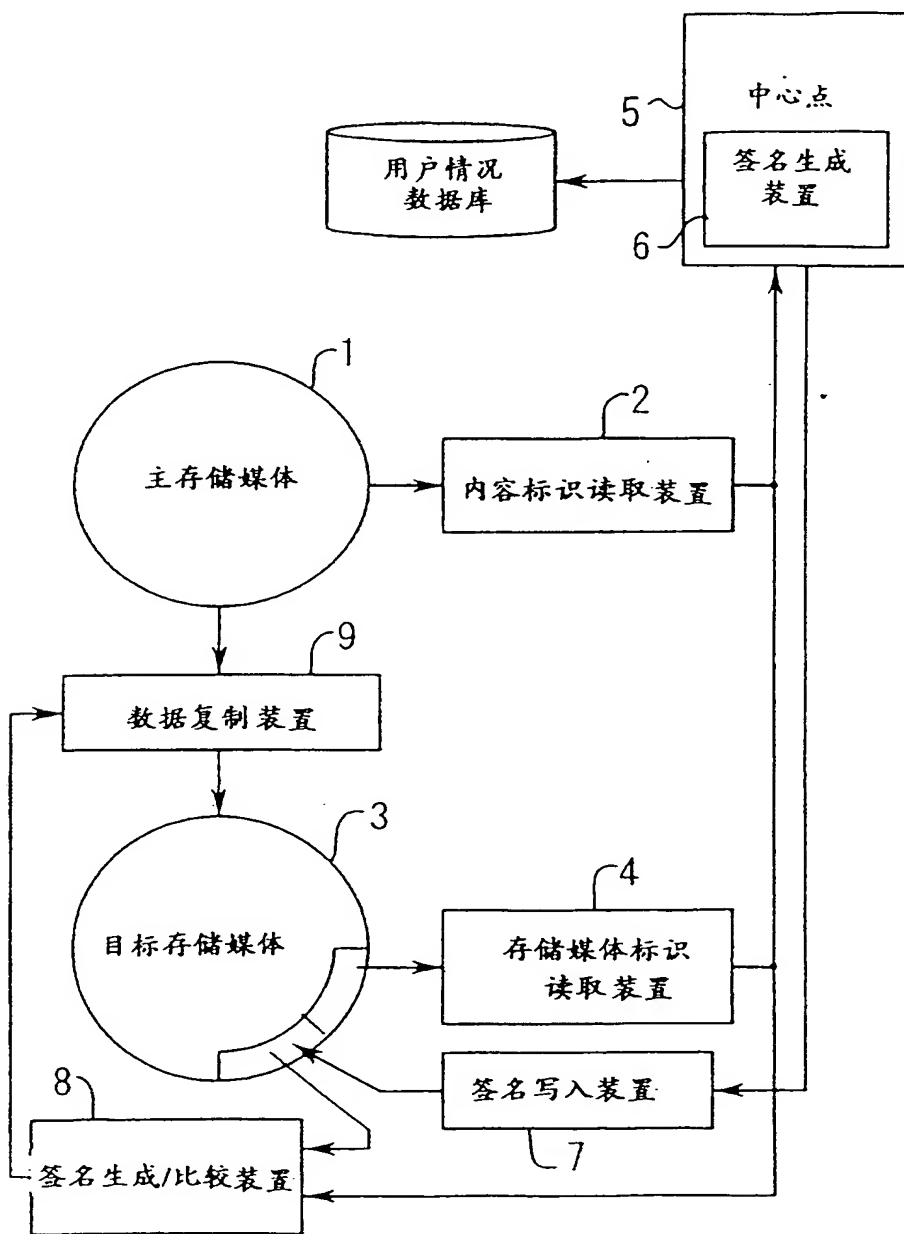 5
中心点
用户情况
数据库
签名生成
装置
6
1
主存储媒体
2
内容标识读取装置
9
数据复制装置
3
目标存储媒体
4
存储媒体标识
读取装置
签名写入装置
7
8
签名生成/比较装置